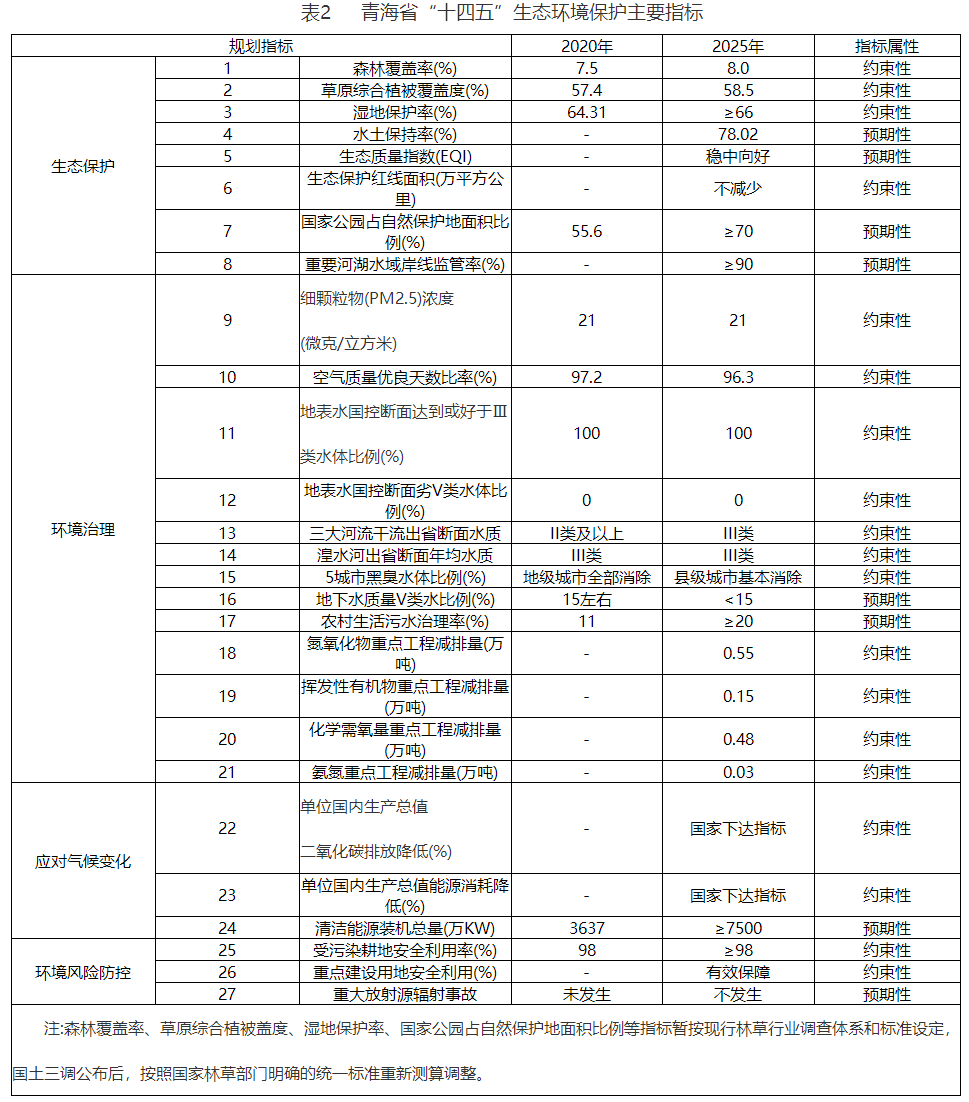 表2 青海省“十四五”生态环境保护主要指标
规划指标 2020年 2025年 指标属性
生态保护
1 森林覆盖率(%) 7.5 8.0 约束性
2 草原综合植被覆盖度(%) 57.4 58.5 约束性
3 湿地保护率(%) 64.31 ≥66 约束性
4 水土保持率(%) - 78.02 预期性
5 生态质量指数(EQI) - 稳中向好 预期性
6 生态保护红线面积(万平方公
里) - 不减少 约束性
7 国家公园占自然保护地面积比
例(%) 55.6 ≥70 预期性
8 重要河湖水域岸线监管率(%) - ≥90 预期性
环境治理
9 细颗粒物(PM2.5)浓度
(微克/立方米) 21 21 约束性
10 空气质量优良天数比率(%) 97.2 96.3 约束性
11 地表水国控断面达到或好于Ⅲ
类水体比例(%) 100 100 约束性
12 地表水国控断面劣V类水体比
例(%) 0 0 约束性
13 三大河流干流出省断面水质 II类及以上 III类 约束性
14 湟水河出省断面年均水质 III类 III类 约束性
15 5城市黑臭水体比例(%) 地级城市全部消除 县级城市基本消除 约束性
16 地下水质量V类水比例(%) 15左右 <15 预期性
17 农村生活污水治理率(%) 11 ≥20 预期性
18 氮氧化物重点工程减排量(万
吨) - 0.55 约束性
19 挥发性有机物重点工程减排量
(万吨) - 0.15 约束性
20 化学需氧量重点工程减排量
(万吨) - 0.48 约束性
21 氨氮重点工程减排量(万吨) - 0.03 约束性
应对气候变化
22 单位国内生产总值
二氧化碳排放降低(%) - 国家下达指标 约束性
23 单位国内生产总值能源消耗降
低(%) - 国家下达指标 约束性
24 清洁能源装机总量(万KW) 3637 ≥7500 预期性
环境风险防控
25 受污染耕地安全利用率(%) 98 ≥98 约束性
26 重点建设用地安全利用(%) - 有效保障 约束性
27 重大放射源辐射事故 未发生 不发生 预期性
注:森林覆盖率、草原综合植被盖度、湿地保护率、国家公园占自然保护地面积比例等指标暂按现行林草行业调查体系和标准设定，
国土三调公布后，按照国家林草部门明确的统一标准重新测算调整。